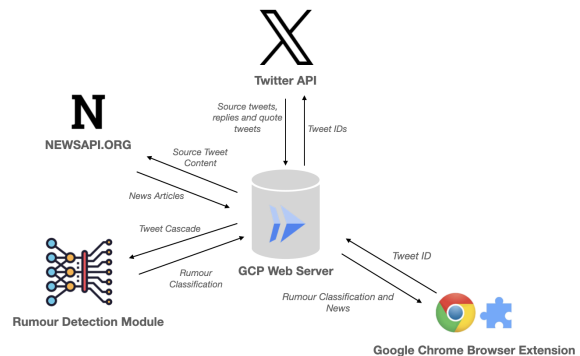 Twitter API
Source tweets,
replies and quote
tweets
Tweet IDs
N
NEWSAPI.ORG
Source Tweet
Content
News Articles
Tweet Cascade
Rumour
Classification
GCP Web Server
Tweet ID
Rumour Classification and
News
Rumour Detection Module
Google Chrome Browser Extension